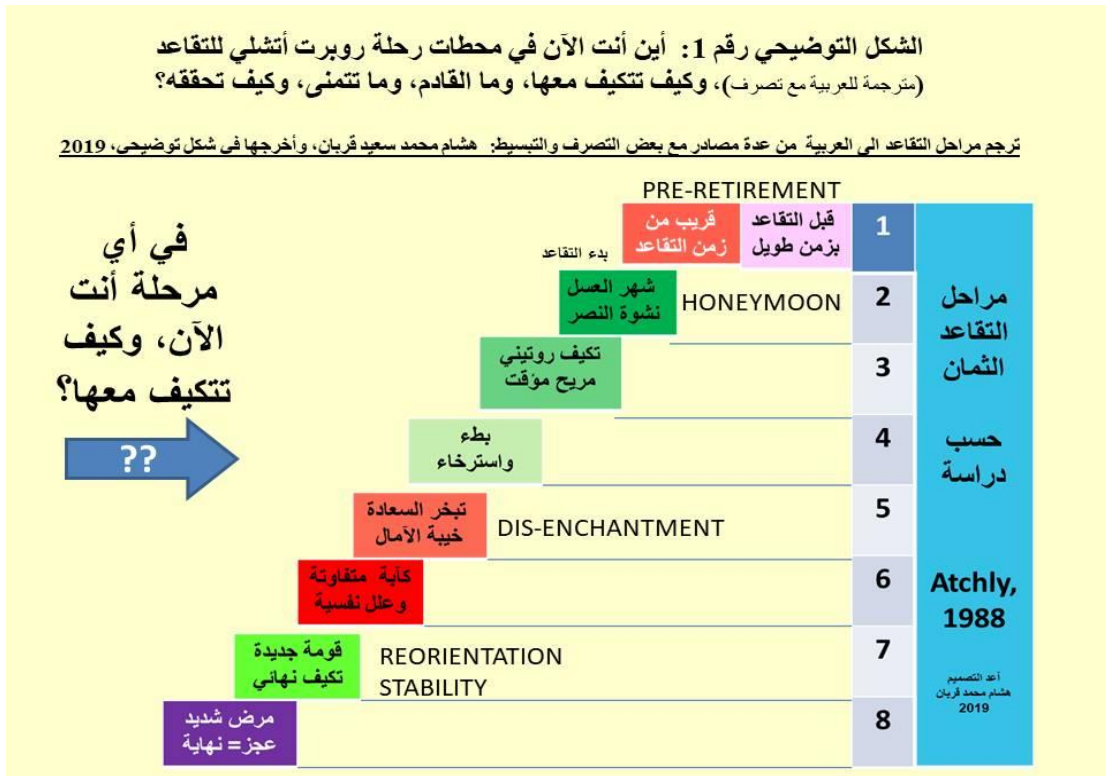 الشكل التوضيحي رقم 1: أين أنت الآن في محطات رحلة روبرت أتشلي للتقاعد
(مترجمة للعربية مع تصرف)، وكيف تتكيف معها، وما القادم، وما تتمنى، وكيف تحققه؟
ترجم مراحل التقاعد الى العربية من عدة مصادر مع بعض التصرف والتبسيط: هشام محمد سعيد قربان، وأخرجها في شكل توضيحي، 2019
PRE-RETIREMENT
1
قبل التقاعد
بزمن طويل
قريب من
زمن التقاعد
بدء التقاعد
2
HONEYMOON
شهر العسل
نشوة النصر
3
تكيف روتيني
مريح مؤقت
4
بطء
واسترخاء
5
DIS-ENCHANTMENT
تبخر السعادة
خيبة الآمال
6
كآبة متفاوتة
وعلل نفسية
7
REORIENTATION
STABILITY
قومة جديدة
تكيف نهائي
8
مرض شديد
عجز= نهاية
مراحل
التقاعد
الثمان
حسب
دراسة
Atchly,
1988
أعد التصميم
هشام محمد قربان
2019
في أي
مرحلة أنت
الآن، وكيف
تتكيف معها؟
??